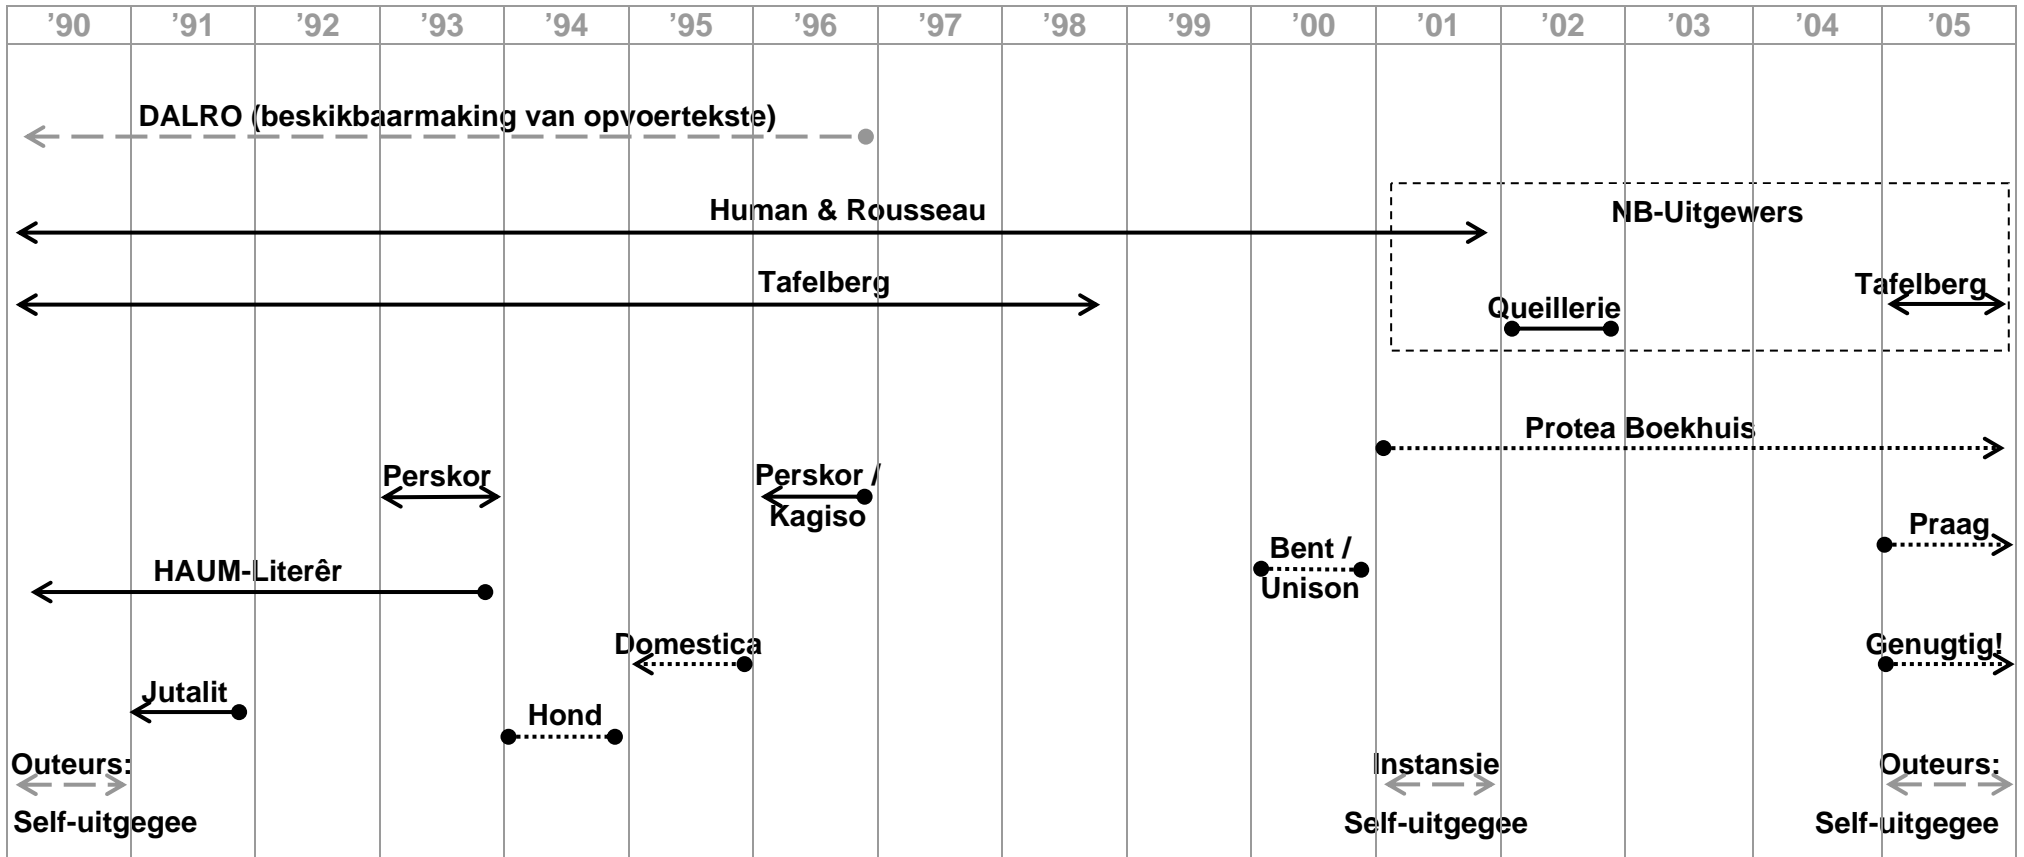 ’90 ’91 ’92 ’93 ’94 ’95 ’96 ’97 ’98 ’99 ’00 ’01 ’02 ’03 ’04 ’05
DALRO (beskikbaarmaking van opvoertekste)
Human & Rousseau
NB-Uitgewers
Tafelberg
Tafelberg
Queillerie
Protea Boekhuis
Perskor
Perskor /
Kagiso
Praag
Bent /
Unison
HAUM-Literêr
Domestica
Genugtig!
Jutalit
Hond
Outeurs:
Self-uitgegee
Instansie
Self-uitgegee
Outeurs:
Self-uitgegee